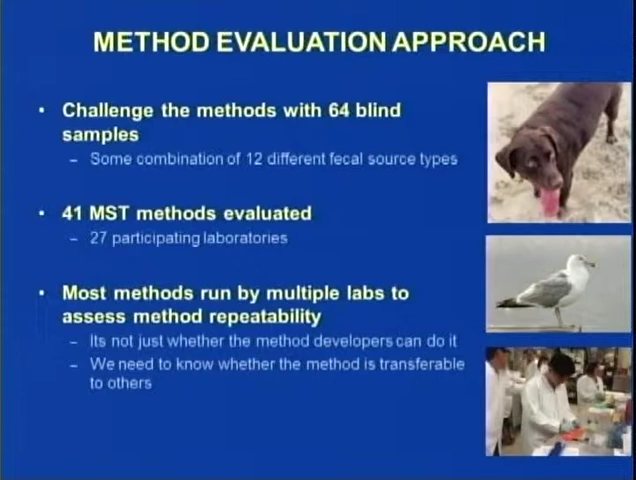 METHOD EVALUATION APPROACH
• Challenge the methods with 64 blind
samples
– Some combination of 12 different fecal source types
• 41 MST methods evaluated
– 27 participating laboratories
• Most methods run by multiple labs to
assess method repeatability
– Its not just whether the method developers can do it
– We need to know whether the method is transferable
to others